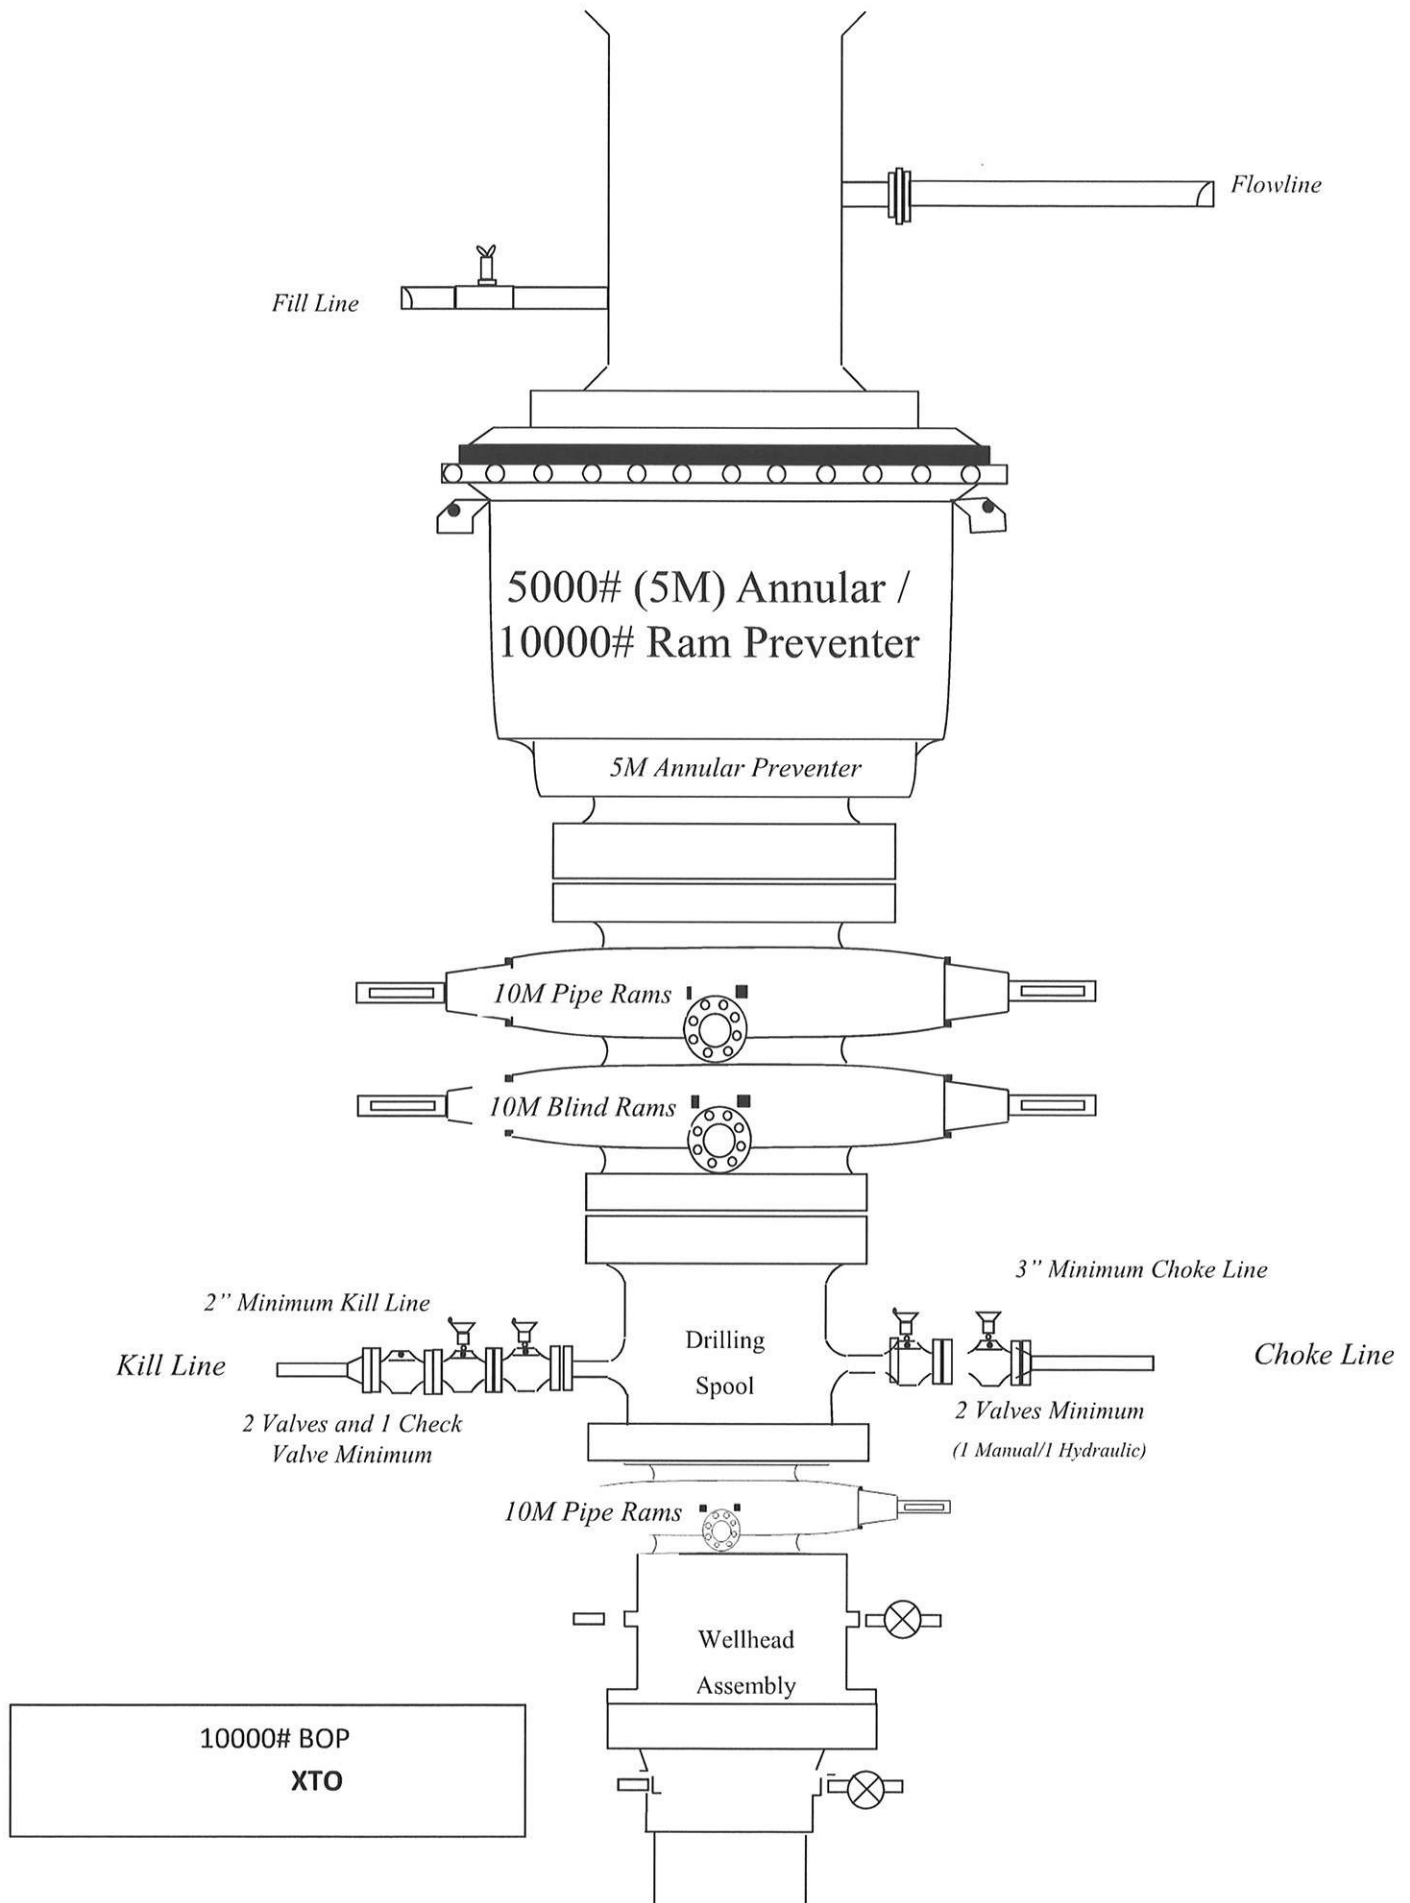 Flowline
Fill Line
5000# (5M) Annular /
10000# Ram Preventer
5M Annular Preventer
10M Pipe Rams
10M Blind Rams
3” Minimum Choke Line
2” Minimum Kill Line
Drilling
Spool
Kill Line
Choke Line
2 Valves and 1 Check
Valve Minimum
2 Valves Minimum
(1 Manual/1 Hydraulic)
10M Pipe Rams
Wellhead
Assembly
10000# BOP
XTO